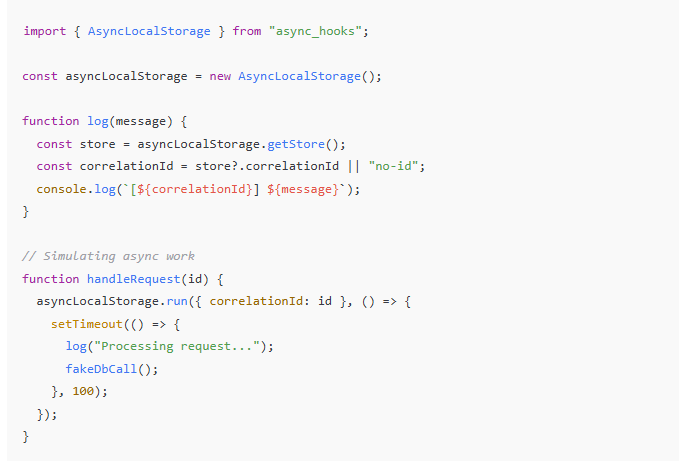 import { AsyncLocalStorage } from "async_hooks";
const asyncLocalStorage = new AsyncLocalStorage();
function log(message) {
const store = asyncLocalStorage.getStore();
const correlationId = store?.correlationId || "no-id";
console.log(`[${correlationId}] ${message}`);
}
// Simulating async work
function handleRequest(id) {
asyncLocalStorage.run({ correlationId: id }, () => {
setTimeout(() => {
log("Processing request...");
fakeDbCall();
}, 100);
});
}